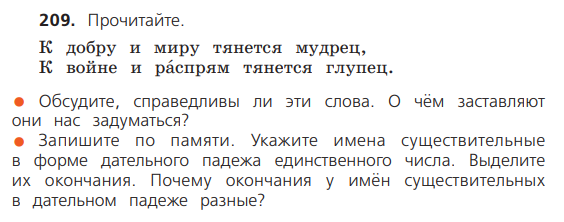 209. Прочитайте.
К добру и миру тянется мудрец,
К войне и ра́спрям тянется глупец.
● Обсудите, справедливы ли эти слова. О чём заставляют
они нас задуматься?
● Запишите по памяти. Укажите имена существительные
в форме дательного падежа единственного числа. Выделите
их окончания. Почему окончания у имён существительных
в дательном падеже разные?